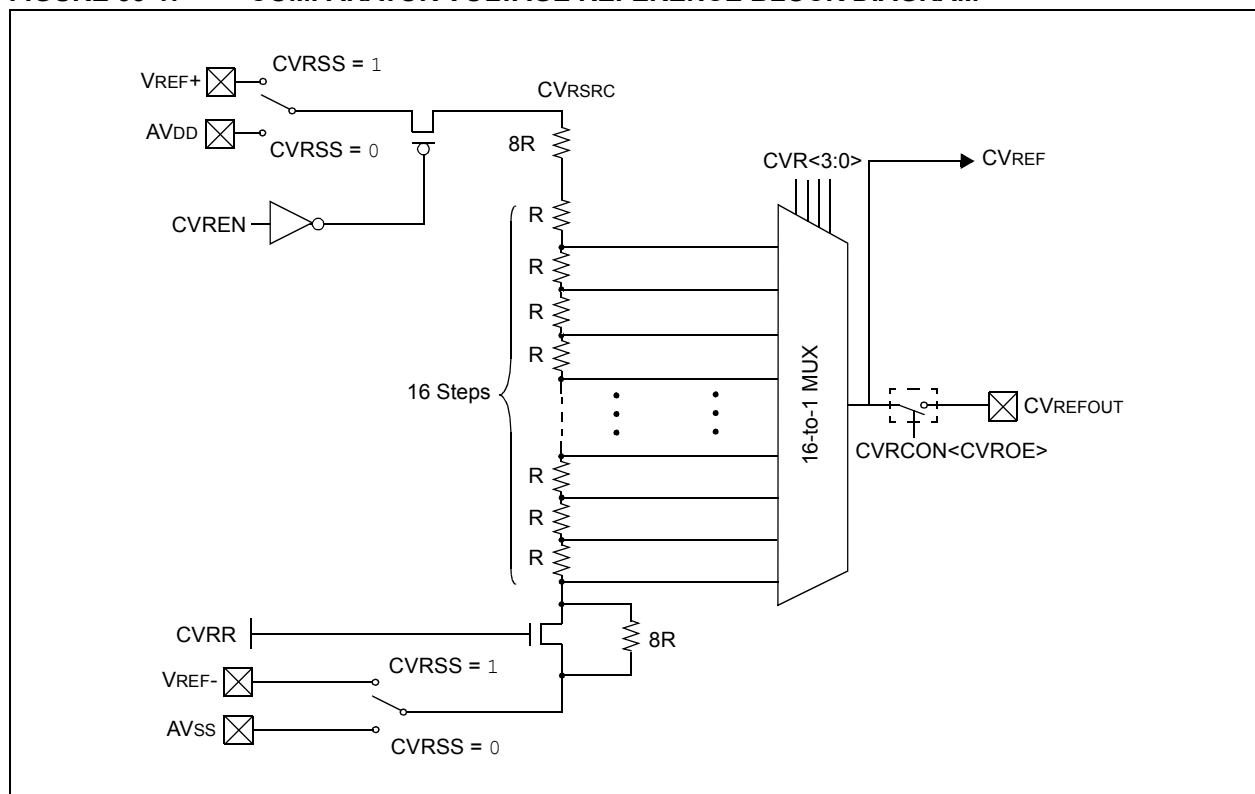 CVRSS = 1
VREF+
CVRSRC
AVDD
8R
CVRSS = 0
CVR<3:0>
CVREF
CVREN
R
R
R
R
16 Steps
16-to-1 MUX
CVREFOUT
CVRCON<CVROE>
R
R
R
CVRR
8R
CVRSS = 1
VREF-
AVSS
CVRSS = 0